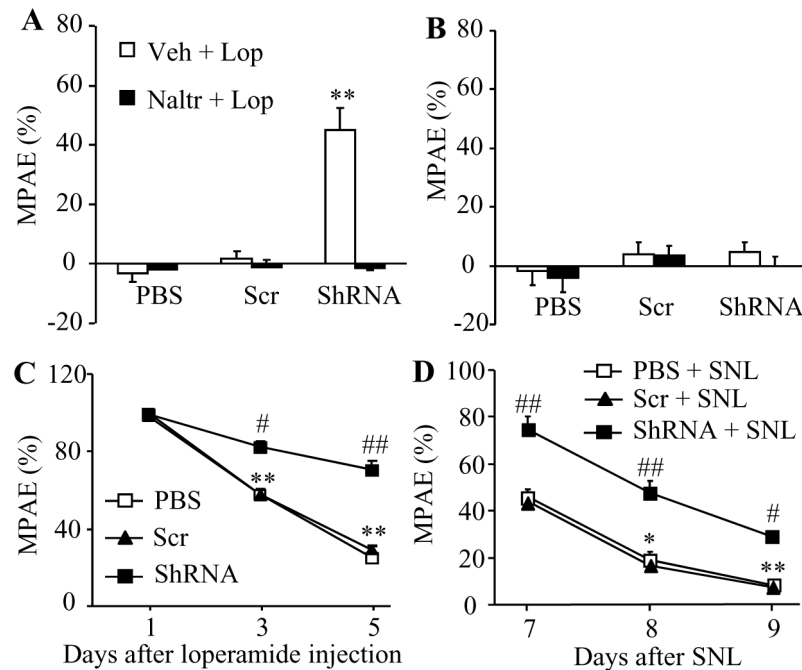 A
80
60
40
20
0
-20
MPAE (%)
Veh + Lop
Naltr + Lop
**
PBS Scr ShRNA
B
80
60
40
20
0
-20
MPAE (%)
PBS Scr ShRNA
C
120
80
40
0
MPAE (%)
#
##
**
**
PBS
Scr
ShRNA
1 3 5
Days after loperamide injection
D
100
80
60
40
20
0
MPAE (%)
PBS + SNL
Scr + SNL
ShRNA + SNL
##
##
#
*
**
7 8 9
Days after SNL